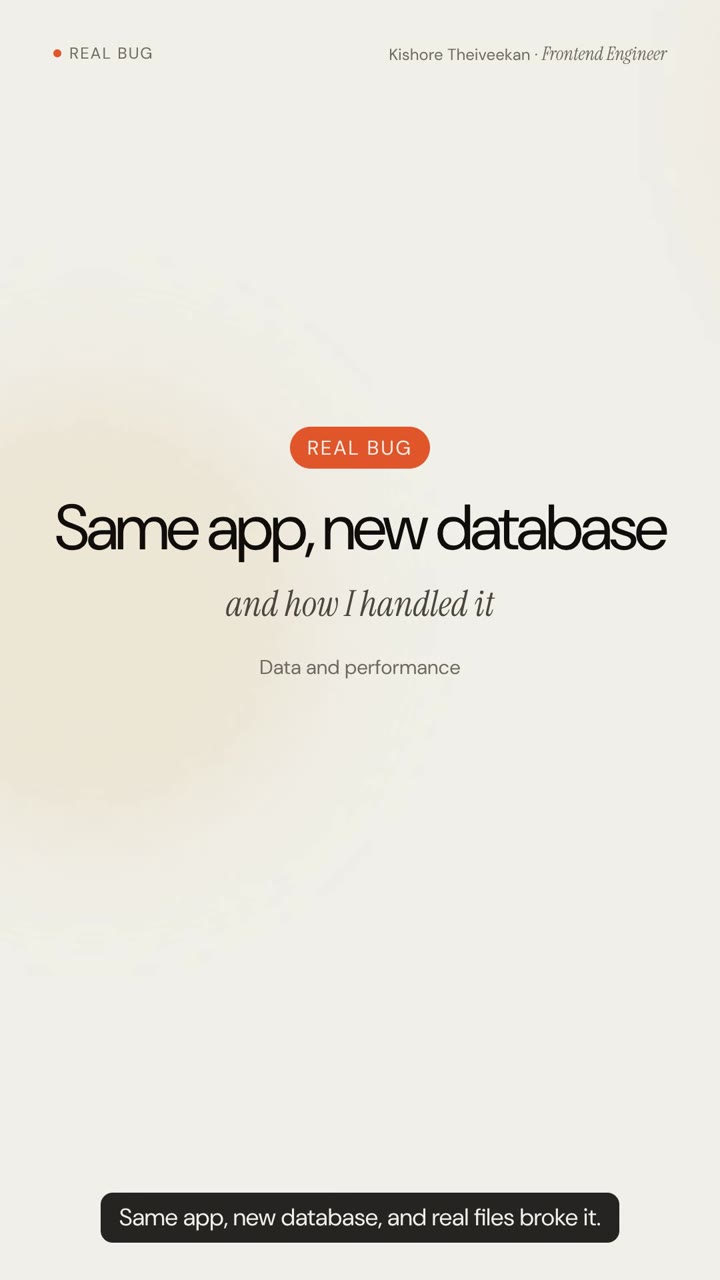 REAL BUG
Kishore Theiveekan · Frontend Engineer
REAL BUG
Same app, new database
and how I handled it
Data and performance
Same app, new database, and real files broke it.